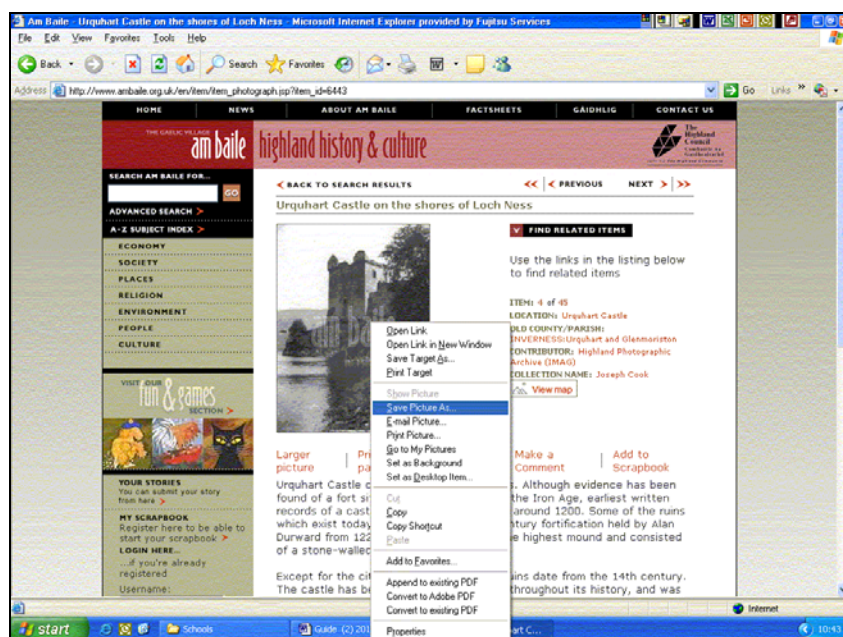 Am Baile - Urquhart Castle on the shores of Loch Ness - Microsoft Internet Explorer provided by Fujitsu Services
File Edit View Favorites Tools Help
Back Search Favorites
Address http://www.ambaile.org.uk/en/item/item_photograph.jsp?item_id=6443 Go Links »
HOME NEWS ABOUT AM BAILE FACTSHEETS GÀIDHLIG CONTACT US
THE GAELIC VILLAGE
am baile highland history & culture
The
Highland
Council
SEARCH AM BAILE FOR...
GO
ADVANCED SEARCH >
A-Z SUBJECT INDEX >
ECONOMY
SOCIETY
PLACES
RELIGION
ENVIRONMENT
PEOPLE
CULTURE
VISIT OUR
fun & games
SECTION >
YOUR STORIES
You can submit your story
from here >
MY SCRAPBOOK
Register here to be able to
start your scrapbook >
LOGIN HERE...
...if you're already
registered
Username:
< BACK TO SEARCH RESULTS << < PREVIOUS NEXT > >>
Urquhart Castle on the shores of Loch Ness
am baile
FIND RELATED ITEMS
Use the links in the listing below
to find related items
ITEM: 4 of 45
LOCATION: Urquhart Castle
OLD COUNTY/PARISH:
INVERNESS:Urquhart and Glenmoriston
CONTRIBUTOR: Highland Photographic
Archive (IMAG)
COLLECTION NAME: Joseph Cook
View map
Open Link
Open Link in New Window
Save Target As...
Print Target
Show Picture
Save Picture As...
E-mail Picture...
Print Picture...
Go to My Pictures
Set as Background
Set as Desktop Item...
Cut
Copy
Copy Shortcut
Paste
Add to Favorites...
Append to existing PDF
Convert to Adobe PDF
Convert to existing PDF
Properties
Larger
picture
Make a
Comment
Add to
Scrapbook
Urquhart Castle s. Although evidence has been
found of a fort the Iron Age, earliest written
records of a cast around 1200. Some of the ruins
which exist today ntury fortification held by Alan
Durward from 122 e highest mound and consisted
of a stone-walled
Except for the ins date from the 14th century.
The castle has be throughout its history, and was
Internet
start Schools Guide (2) 201 10:43